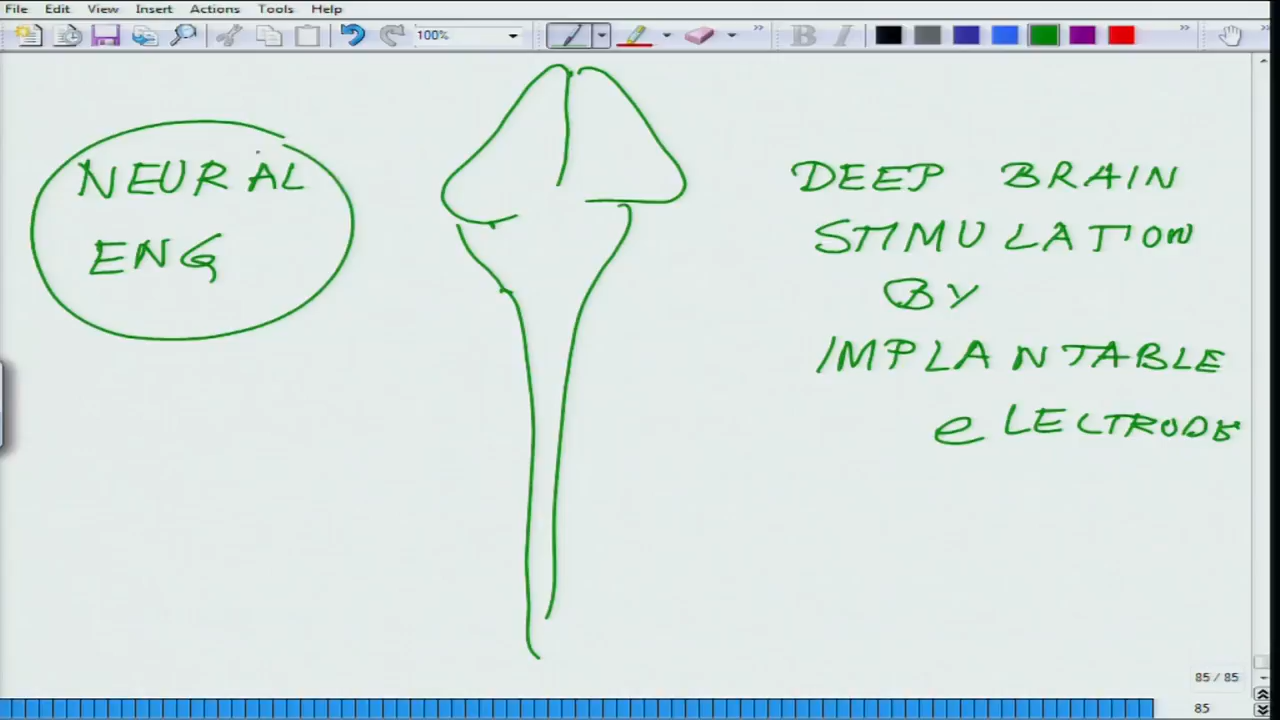 File Edit View Insert Actions Tools Help
100%
B I
NEURAL
ENG
DEEP BRAIN
STIMULATION
BY
IMPLANTABLE
eLECTRODE
85 / 85
85